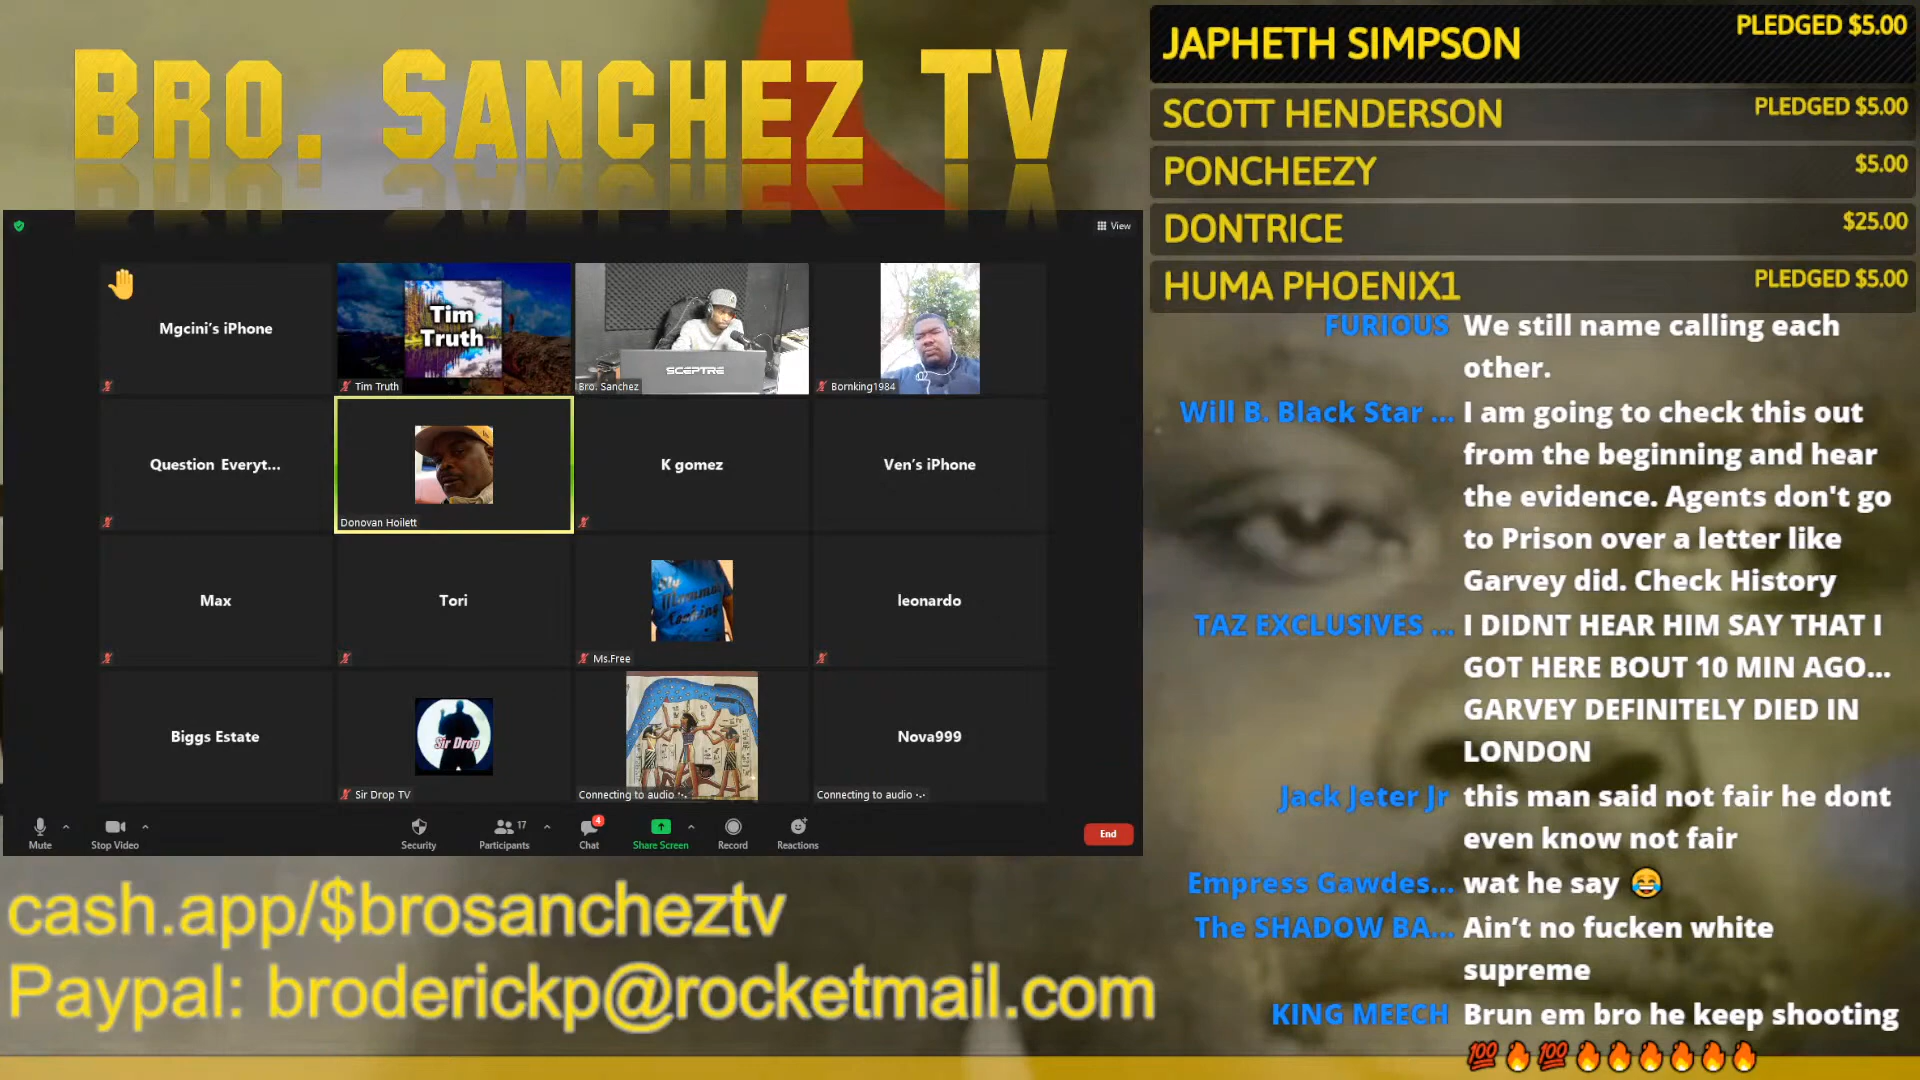 BRO. SANCHEZ TV
View
Mgcini's iPhone
Tim
Truth
Tim Truth
SCEPTRE
Bro. Sanchez
Bornking1984
Question Everyt...
Donovan Hoilett
K gomez
Ven's iPhone
Max
Tori
Ms.Free
leonardo
Biggs Estate
Sir Drop
Sir Drop TV
Connecting to audio
Nova999
Connecting to audio
Mute
Stop Video
Security
17
Participants
4
Chat
Share Screen
Record
Reactions
End
cash.app/$brosancheztv
Paypal: broderickp@rocketmail.com
JAPHETH SIMPSON PLEDGED $5.00
SCOTT HENDERSON PLEDGED $5.00
PONCHEEZY $5.00
DONTRICE $25.00
HUMA PHOENIX1 PLEDGED $5.00
FURIOUS We still name calling each
other.
Will B. Black Star ... I am going to check this out
from the beginning and hear
the evidence. Agents don't go
to Prison over a letter like
Garvey did. Check History
TAZ EXCLUSIVES ... I DIDNT HEAR HIM SAY THAT I
GOT HERE BOUT 10 MIN AGO...
GARVEY DEFINITELY DIED IN
LONDON
Jack Jeter Jr this man said not fair he dont
even know not fair
Empress Gawdes... wat he say 😂
The SHADOW BA... Ain't no fucken white
supreme
KING MEECH Brun em bro he keep shooting
💯🔥💯🔥🔥🔥🔥🔥🔥